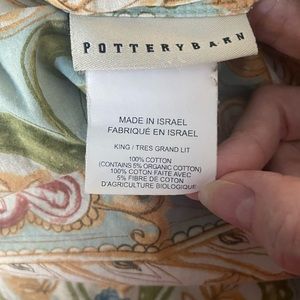 POTTERYBARN
MADE IN ISRAEL
FABRIQUÉ EN ISRAEL
KING / TRES GRAND LIT
100% COTTON
(CONTAINS 5% ORGANIC COTTON)
100% COTON FAITE AVEC
5% FIBRE DE COTON
D'AGRICULTURE BIOLOGIQUE